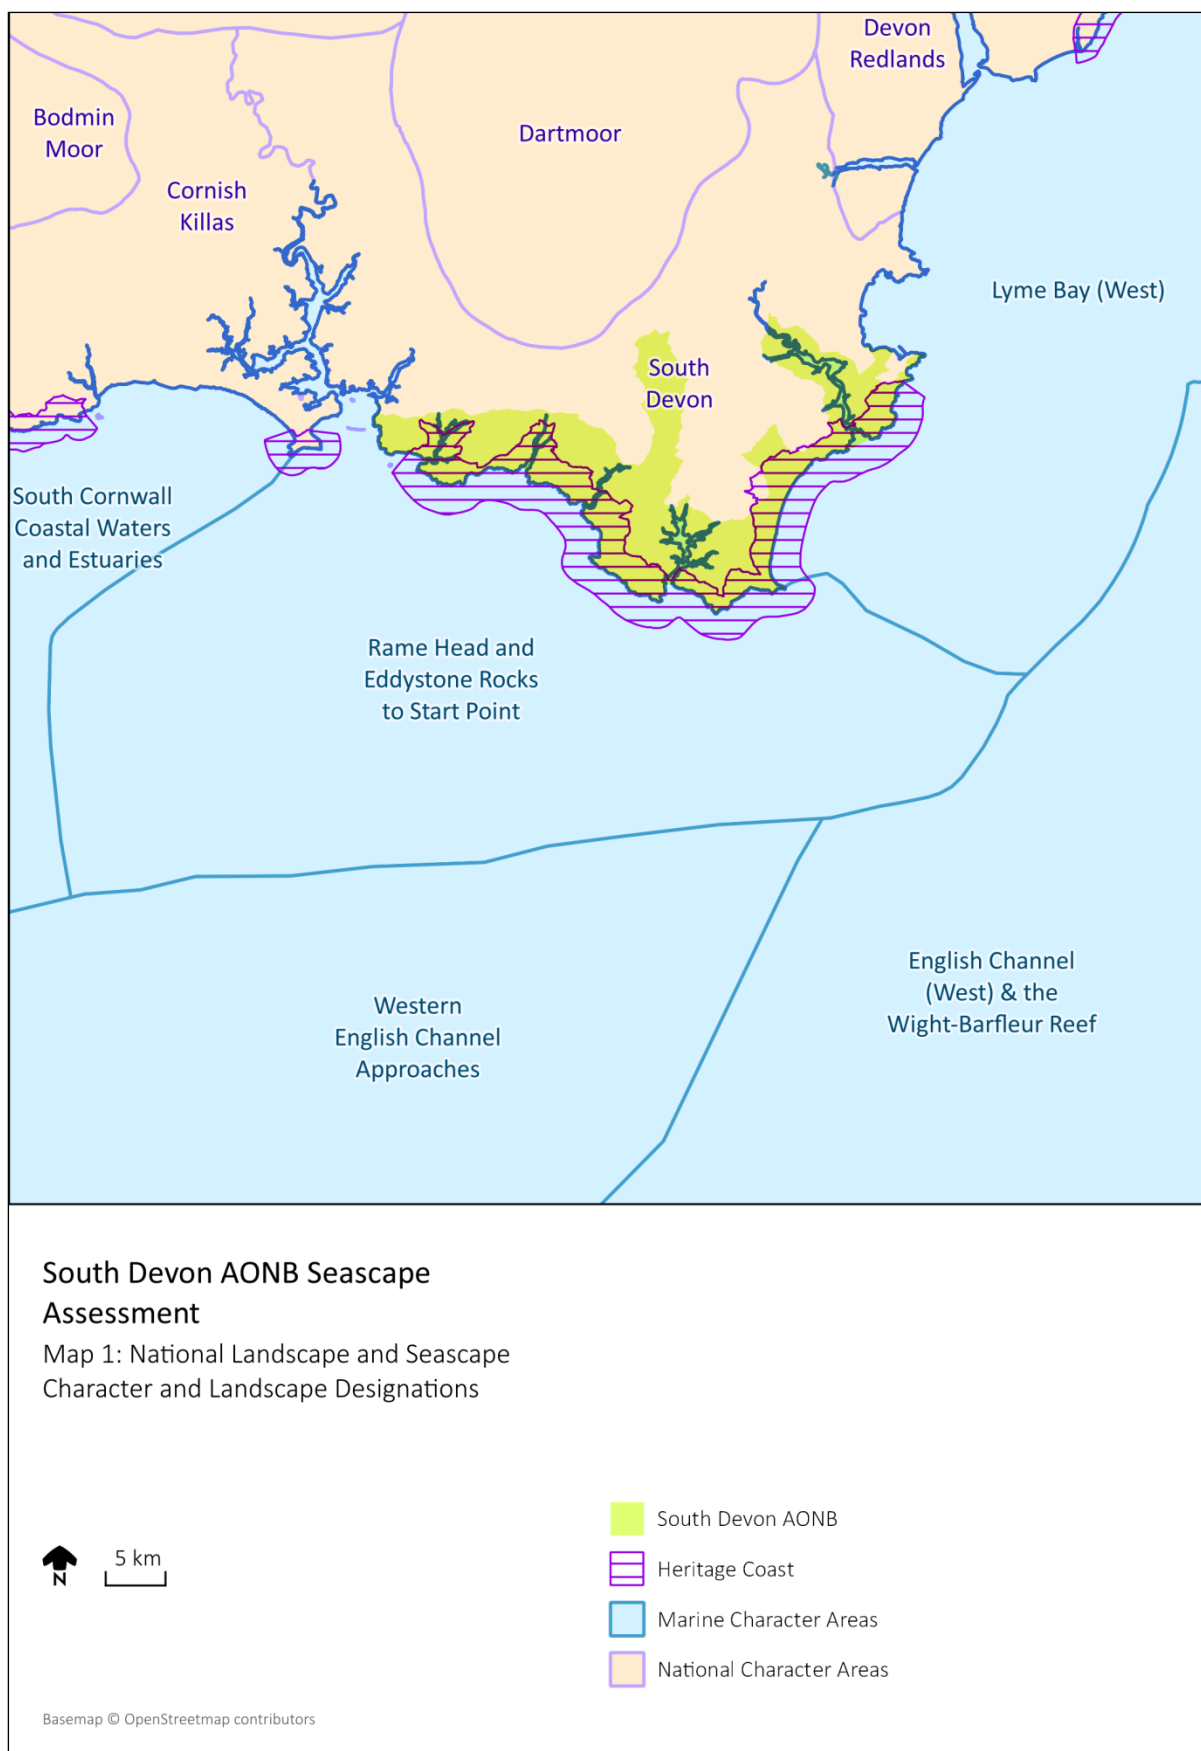 Devon
Redlands
Bodmin
Moor
Dartmoor
Cornish
Killas
Lyme Bay (West)
South
Devon
South Cornwall
Coastal Waters
and Estuaries
Rame Head and
Eddystone Rocks
to Start Point
English Channel
(West) & the
Wight-Barfleur Reef
Western
English Channel
Approaches
South Devon AONB Seascape
Assessment
Map 1: National Landscape and Seascape
Character and Landscape Designations
N
5 km
South Devon AONB
Heritage Coast
Marine Character Areas
National Character Areas
Basemap © OpenStreetmap contributors